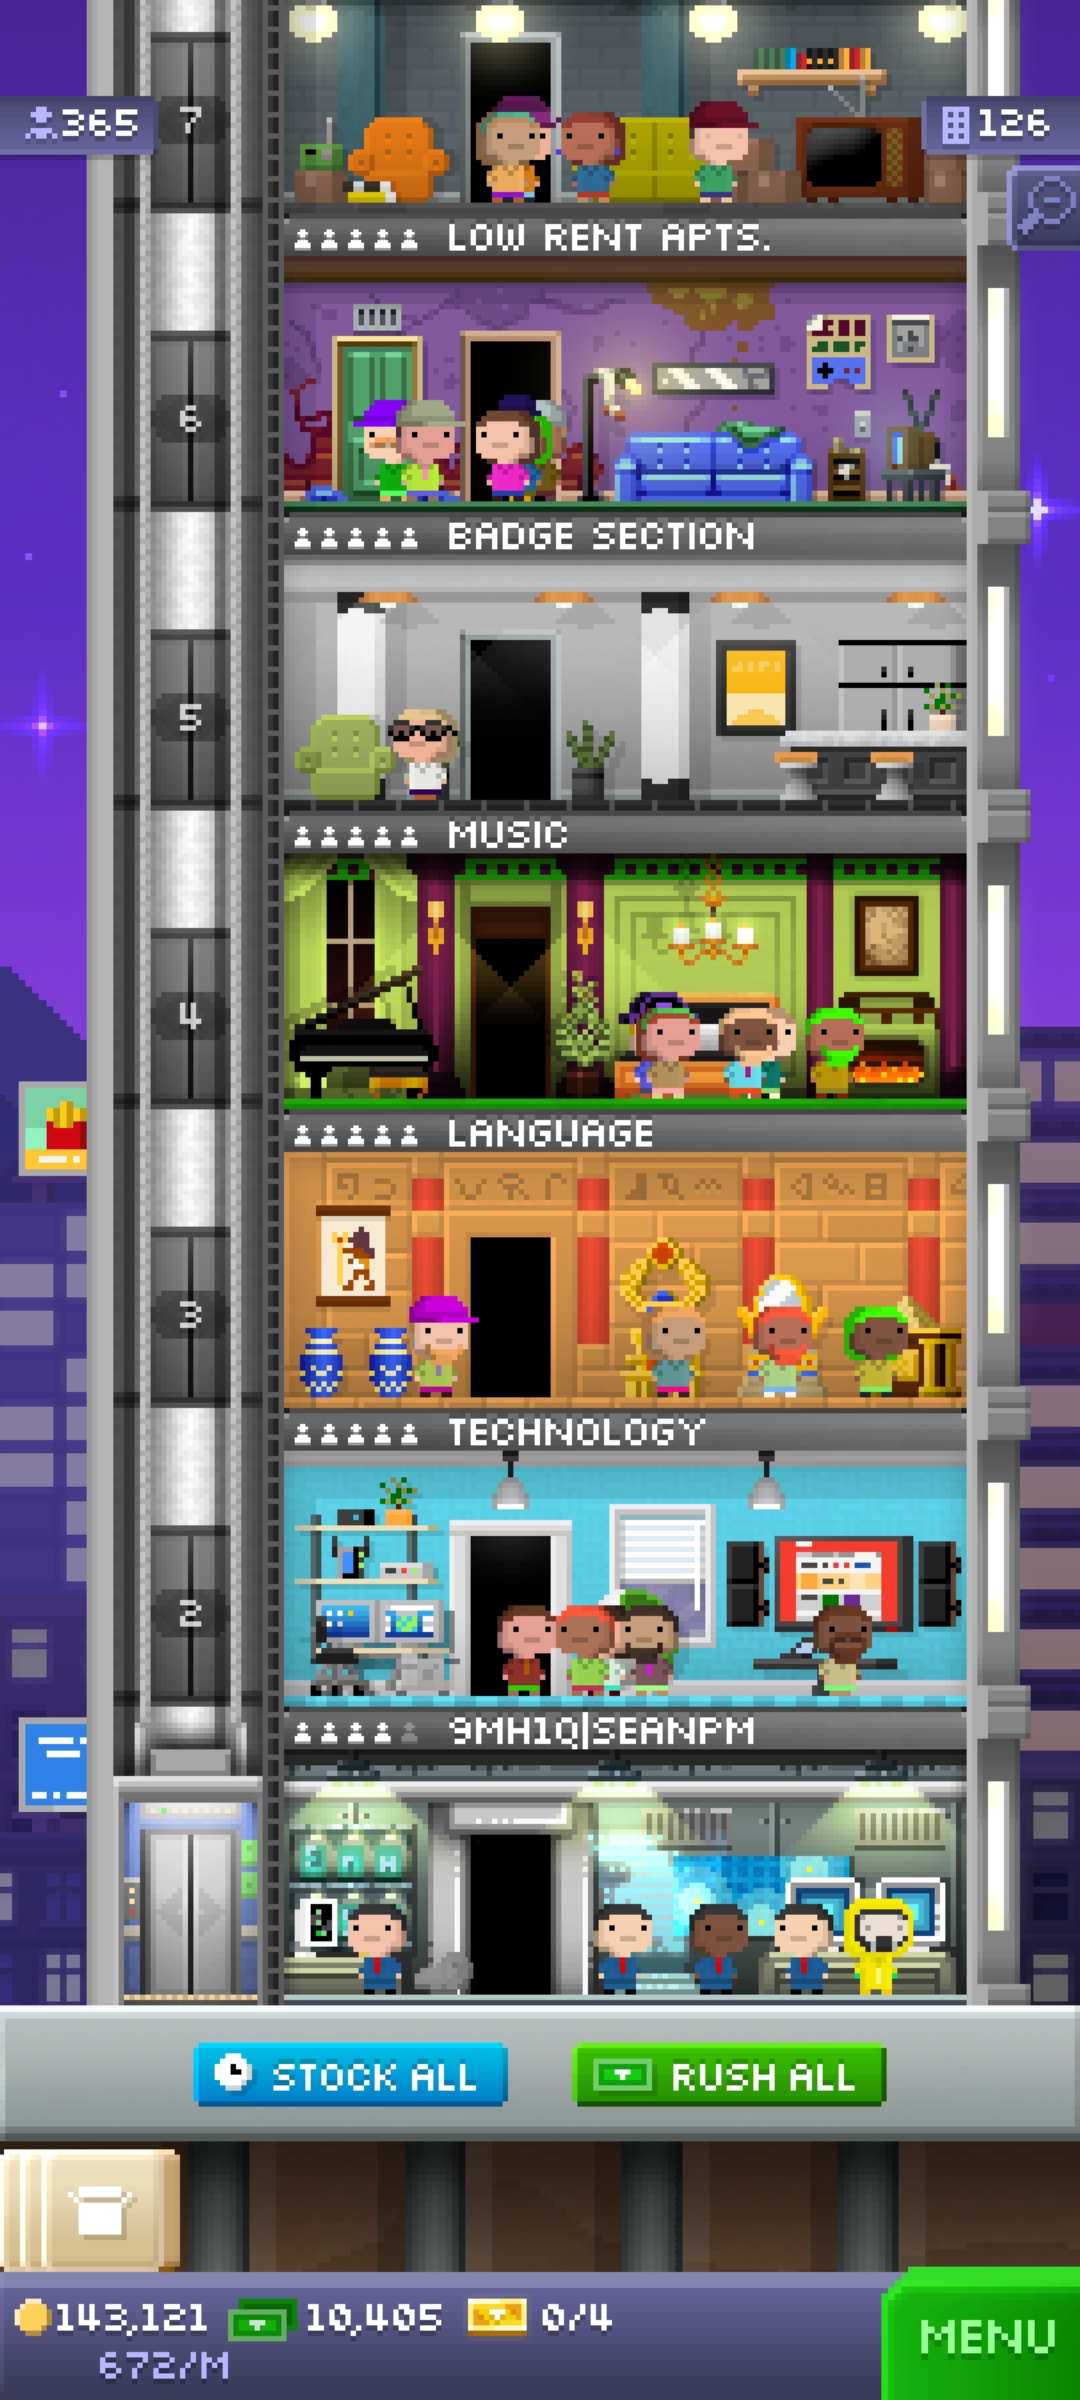 7
365
126
LOW RENT APTS.
6
BADGE SECTION
5
MUSIC
4
LANGUAGE
3
TECHNOLOGY
2
9MH1Q|SEANPM
STOCK ALL
RUSH ALL
143,121
10,405
0/4
672/M
MENU